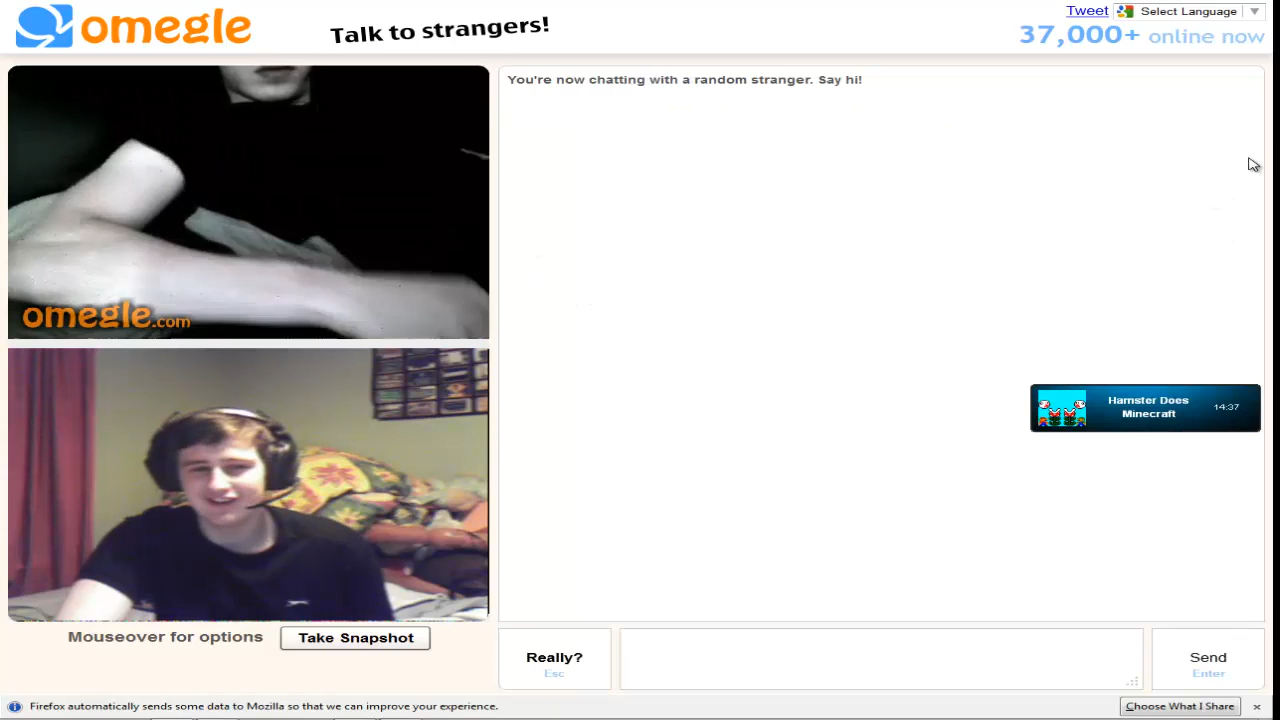 omegle
Talk to strangers!
Tweet
Select Language
37,000+ online now
You're now chatting with a random stranger. Say hi!
omegle.com
Hamster Does
Minecraft
14:37
Mouseover for options
Take Snapshot
Really?
Esc
Send
Enter
Firefox automatically sends some data to Mozilla so that we can improve your experience.
Choose What I Share